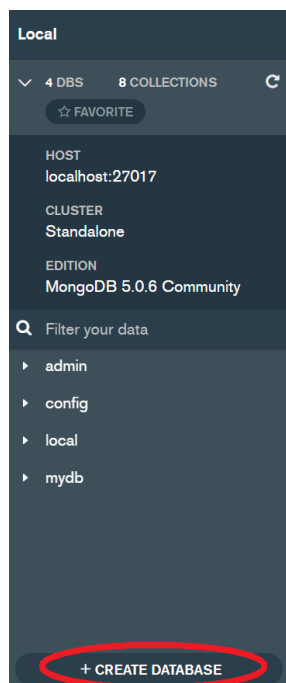 Local
4 DBS 8 COLLECTIONS
FAVORITE
HOST
localhost:27017
CLUSTER
Standalone
EDITION
MongoDB 5.0.6 Community
Filter your data
admin
config
local
mydb
+ CREATE DATABASE